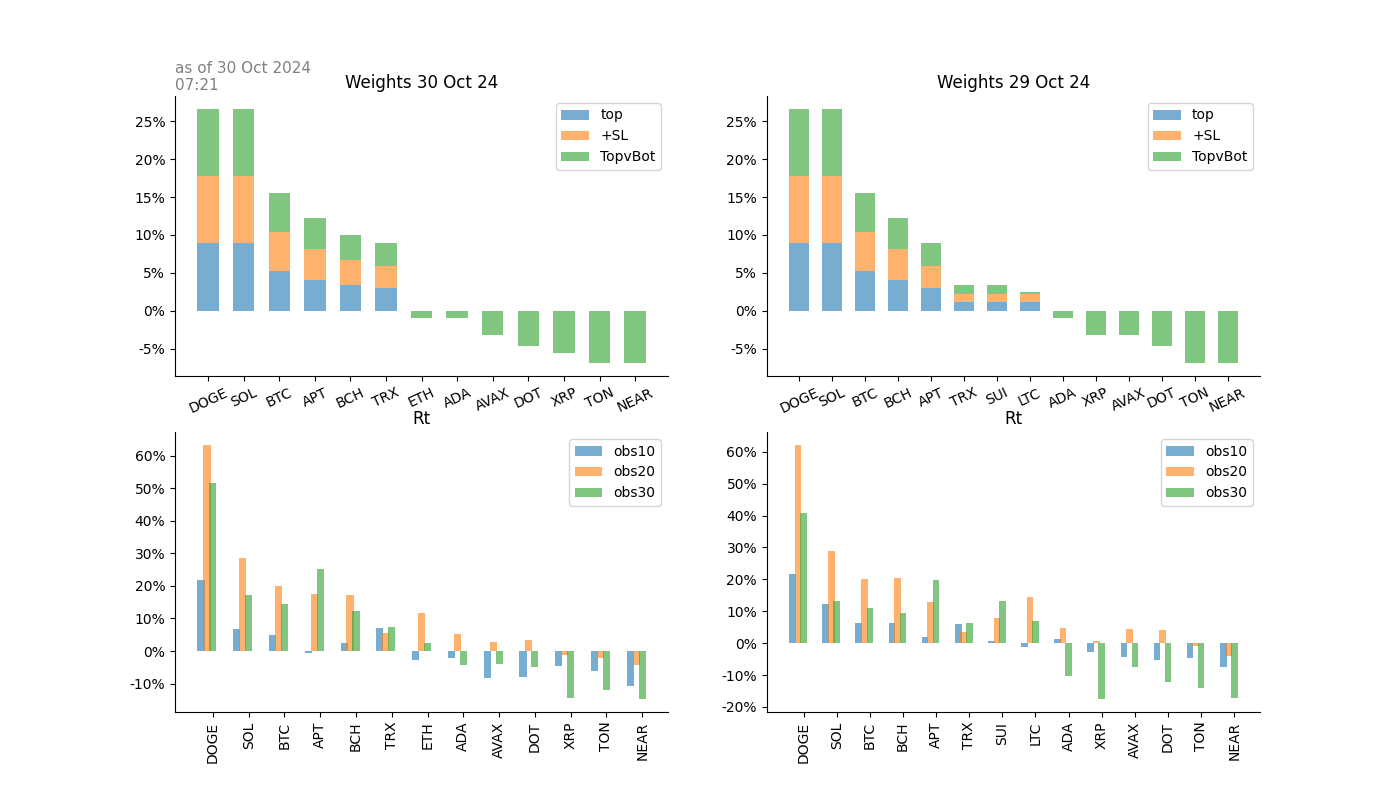 as of 30 Oct 2024
07:21
Weights 30 Oct 24
25%
20%
15%
10%
5%
0%
-5%
top
+SL
TopvBot
DOGE SOL BTC APT BCH TRX ETH ADA AVAX DOT XRP TON NEAR
Weights 29 Oct 24
25%
20%
15%
10%
5%
0%
-5%
top
+SL
TopvBot
DOGE SOL BTC BCH APT TRX SUI LTC ADA XRP AVAX DOT TON NEAR
Rt
60%
50%
40%
30%
20%
10%
0%
-10%
obs10
obs20
obs30
DOGE SOL BTC APT BCH TRX ETH ADA AVAX DOT XRP TON NEAR
Rt
60%
50%
40%
30%
20%
10%
0%
-10%
-20%
obs10
obs20
obs30
DOGE SOL BTC BCH APT TRX SUI LTC ADA XRP AVAX DOT TON NEAR